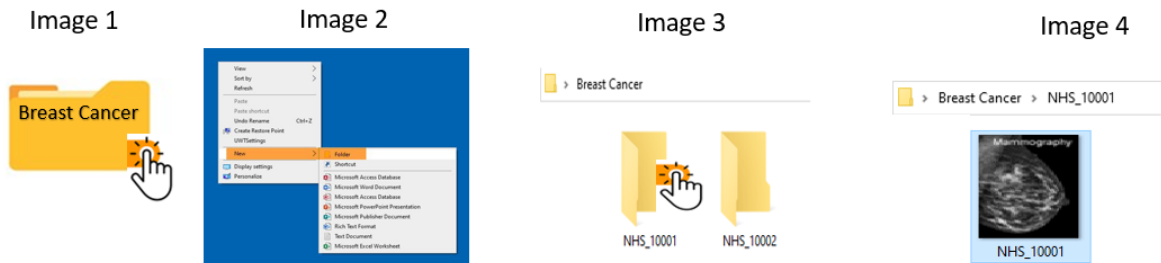 Image 1
Image 2
Image 3
Image 4
Breast Cancer
View
Sort by
Refresh
Paste
Paste shortcut
Undo Rename Ctrl+Z
Create Restore Point
UWTSettings
New
Display settings
Personalize
Folder
Shortcut
Microsoft Access Database
Microsoft Word Document
Microsoft Access Database
Microsoft PowerPoint Presentation
Microsoft Publisher Document
Rich Text Format
Text Document
Microsoft Excel Worksheet
> Breast Cancer
NHS_10001
NHS_10002
> Breast Cancer > NHS_10001
Mammography
NHS_10001